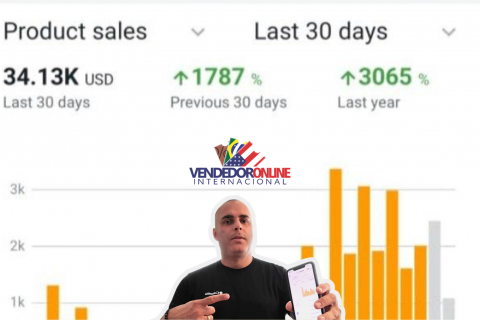 Product sales
Last 30 days
34.13K USD
1787 %
3065 %
Last 30 days
Previous 30 days
Last year
VENDEDORONLINE
INTERNACIONAL
3k
2k
1k